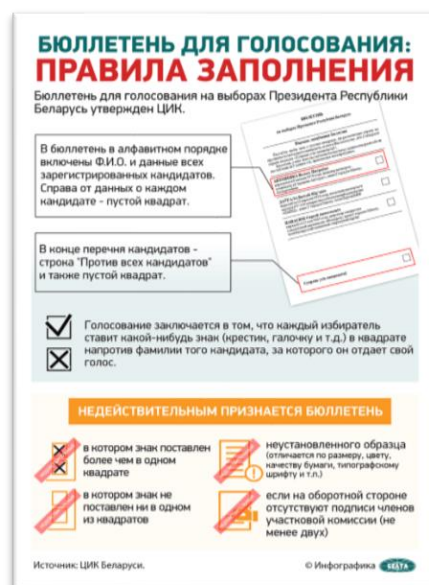 БЮЛЛЕТЕНЬ ДЛЯ ГОЛОСОВАНИЯ:
ПРАВИЛА ЗАПОЛНЕНИЯ
Бюллетень для голосования на выборах Президента Республики
Беларусь утвержден ЦИК.
В бюллетень в алфавитном порядке
включены Ф.И.О. и данные всех
зарегистрированных кандидатов.
Справа от данных о каждом
кандидате - пустой квадрат.
В конце перечня кандидатов -
строка "Против всех кандидатов"
и также пустой квадрат.
Голосование заключается в том, что каждый избиратель
ставит какой-нибудь знак (крестик, галочку и т.д.) в квадрате
напротив фамилии того кандидата, за которого он отдает свой
голос.
НЕДЕЙСТВИТЕЛЬНЫМ ПРИЗНАЕТСЯ БЮЛЛЕТЕНЬ
в котором знак поставлен
более чем в одном
квадрате
неустановленного образца
(отличается по размеру, цвету,
качеству бумаги, типографскому
шрифту и т.п.)
в котором знак не
поставлен ни в одном
из квадратов
если на оборотной стороне
отсутствуют подписи членов
участковой комиссии (не
менее двух)
Источник: ЦИК Беларуси.
© Инфографика БЕЛТА